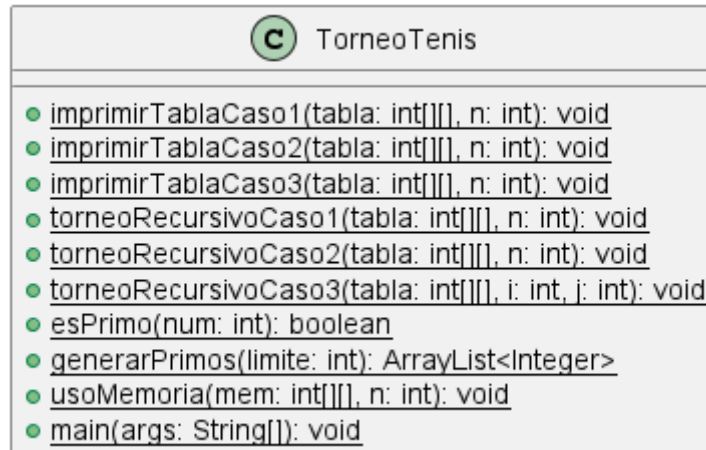 C TorneoTenis
imprimirTablaCaso1(tabla: int[][], n: int): void
imprimirTablaCaso2(tabla: int[][], n: int): void
imprimirTablaCaso3(tabla: int[][], n: int): void
torneoRecursivoCaso1(tabla: int[][], n: int): void
torneoRecursivoCaso2(tabla: int[][], n: int): void
torneoRecursivoCaso3(tabla: int[][], i: int, j: int): void
esPrimo(num: int): boolean
generarPrimos(limite: int): ArrayList<Integer>
usoMemoria(mem: int[][], n: int): void
main(args: String[]): void